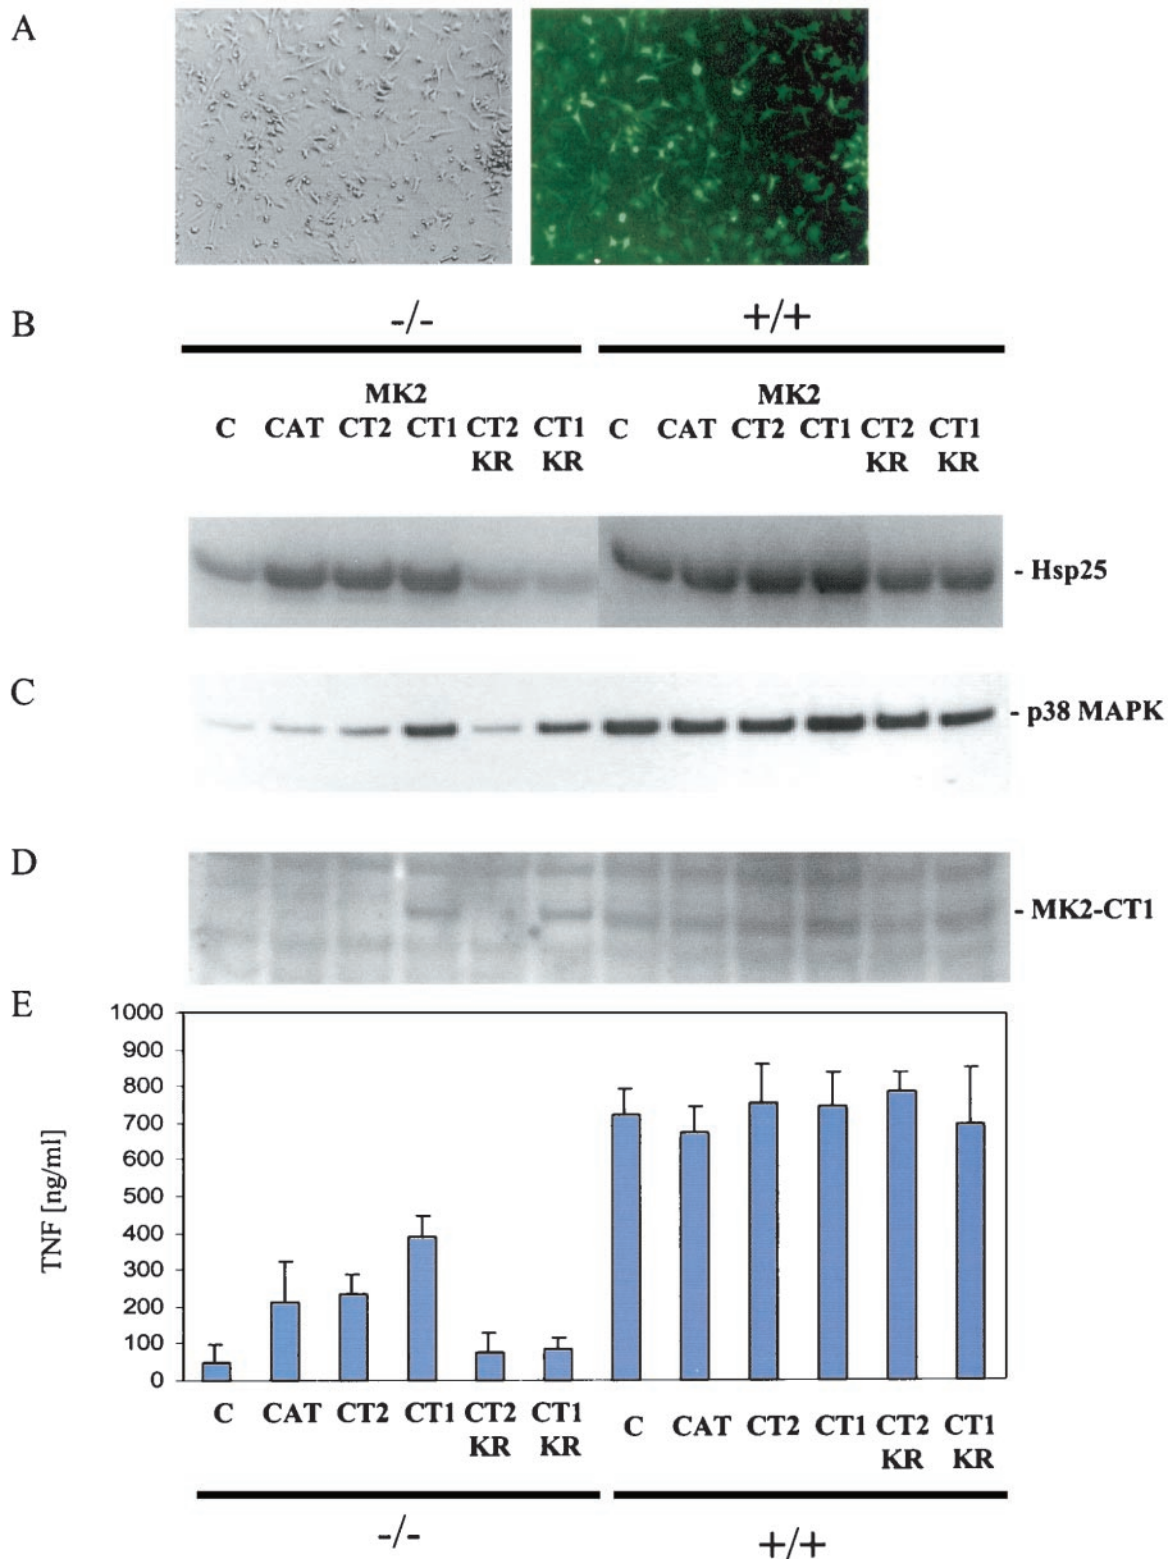 A
B
-/- +/+
MK2 MK2
C CAT CT2 CT1 CT2 CT1 C CAT CT2 CT1 CT2 CT1
KR KR KR KR
- Hsp25
C
- p38 MAPK
D
- MK2-CT1
E
1000
900
800
700
600
500
400
300
200
100
0
TNF [ng/ml]
C CAT CT2 CT1 CT2 CT1 C CAT CT2 CT1 CT2 CT1
KR KR KR KR
-/- +/+